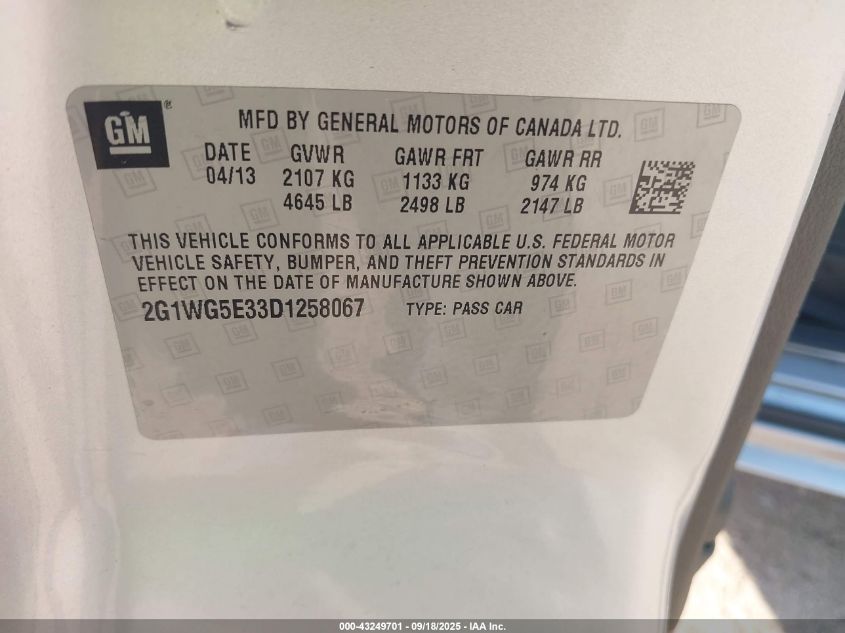 GM ®
MFD BY GENERAL MOTORS OF CANADA LTD.
DATE GVWR GAWR FRT GAWR RR
04/13 2107 KG 1133 KG 974 KG
4645 LB 2498 LB 2147 LB
THIS VEHICLE CONFORMS TO ALL APPLICABLE U.S. FEDERAL MOTOR
VEHICLE SAFETY, BUMPER, AND THEFT PREVENTION STANDARDS IN
EFFECT ON THE DATE OF MANUFACTURE SHOWN ABOVE.
2G1WG5E33D1258067 TYPE: PASS CAR
000-43249701 - 09/18/2025 - IAA Inc.